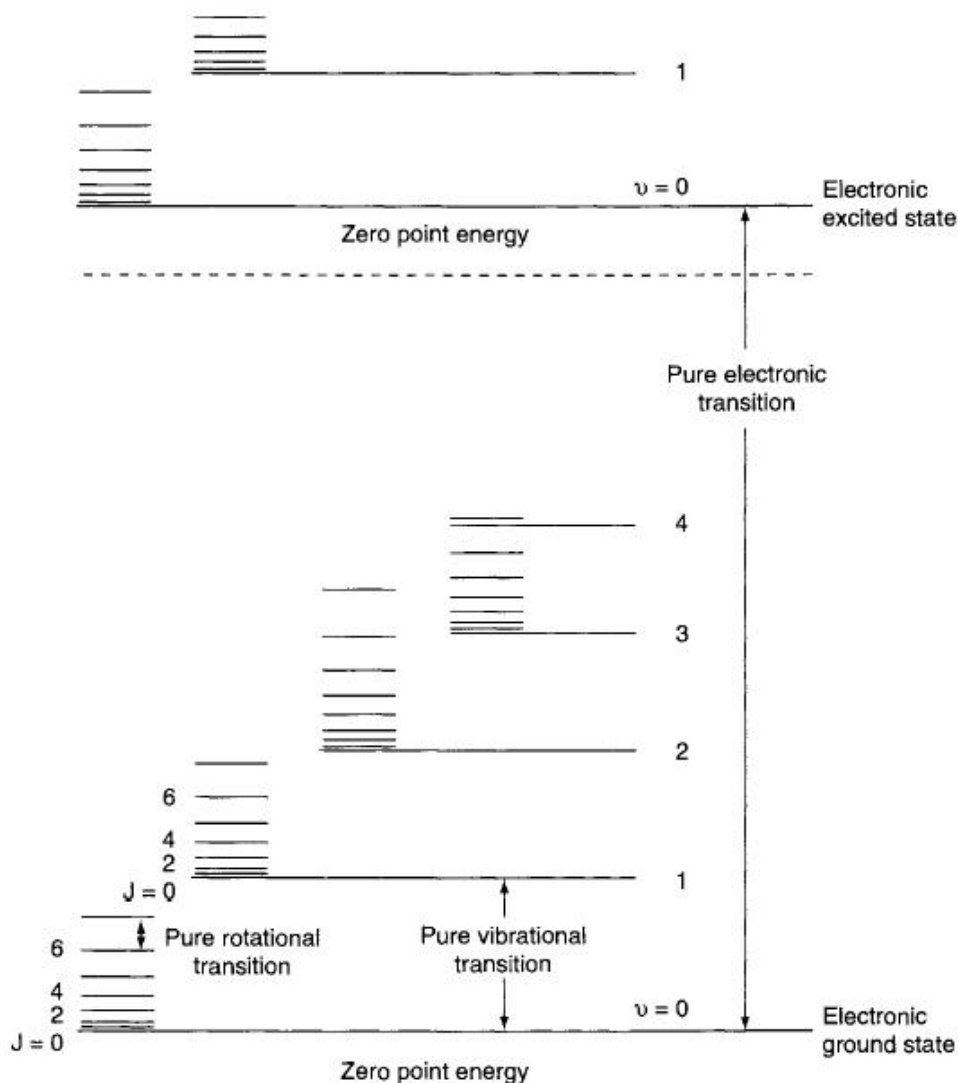 1
υ = 0
Electronic
excited state
Zero point energy
Pure electronic
transition
4
3
2
6
4
2
J = 0
1
6
Pure rotational
transition
Pure vibrational
transition
4
2
J = 0
υ = 0
Electronic
ground state
Zero point energy